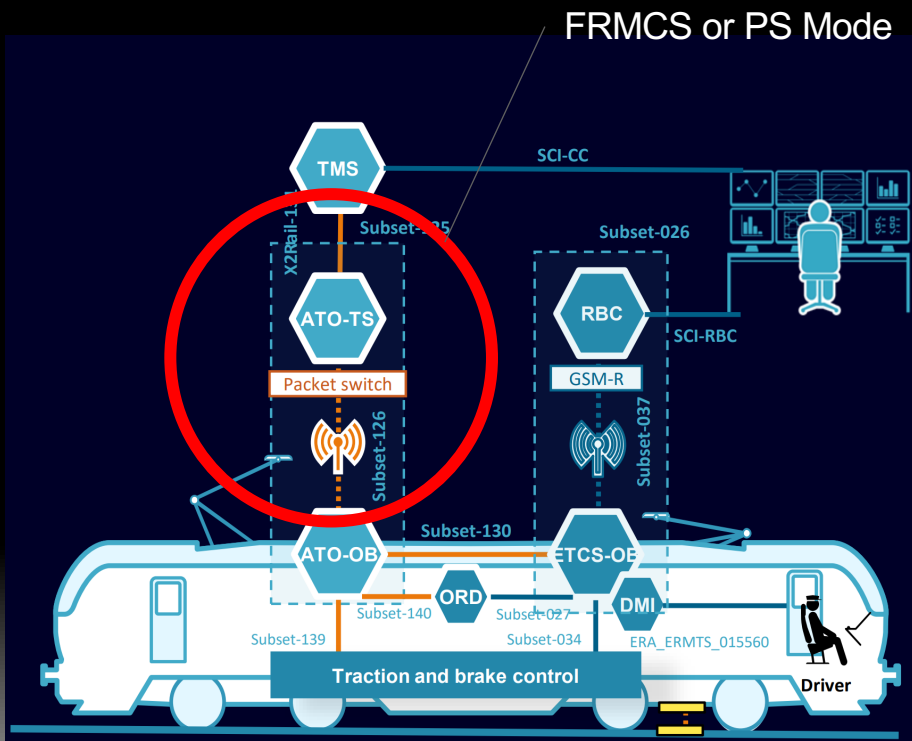 FRMCS or PS Mode
TMS
SCI-CC
X2Rail-131
Subset-125
Subset-026
ATO-TS
RBC
SCI-RBC
Packet switch
GSM-R
Subset-126
Subset-037
Subset-130
ATO-OB
ETCS-OB
ORD
DMI
Subset-140
Subset-027
Subset-139
Subset-034
ERA_ERMTS_015560
Traction and brake control
Driver